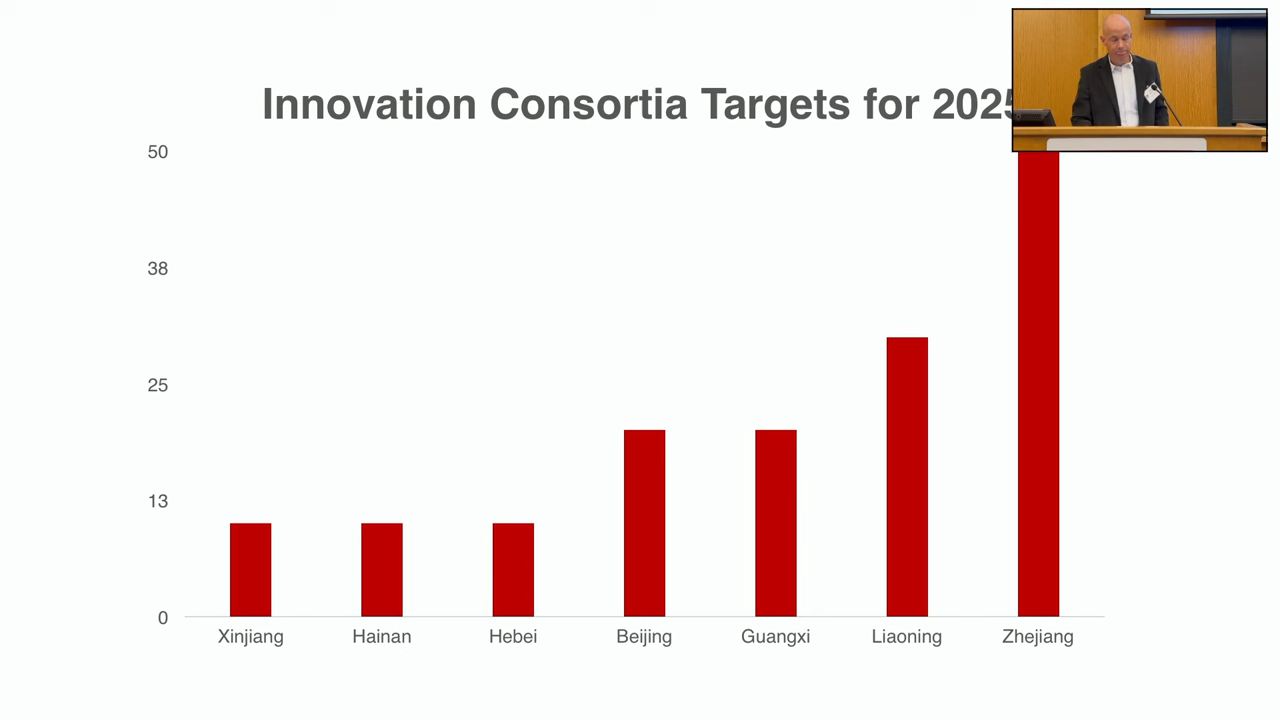 Innovation Consortia Targets for 2025
50
38
25
13
0
Xinjiang Hainan Hebei Beijing Guangxi Liaoning Zhejiang